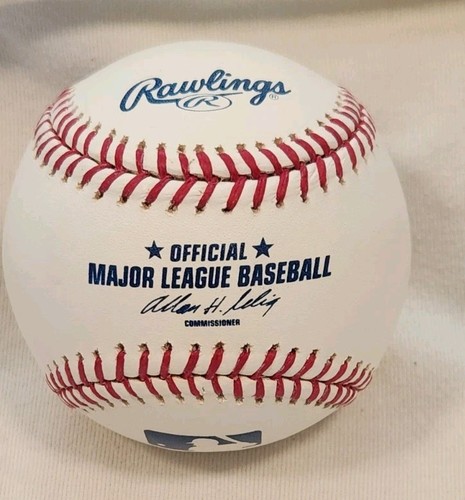 Rawlings®
R
★ OFFICIAL ★
MAJOR LEAGUE BASEBALL
Allan H. Selig
COMMISSIONER